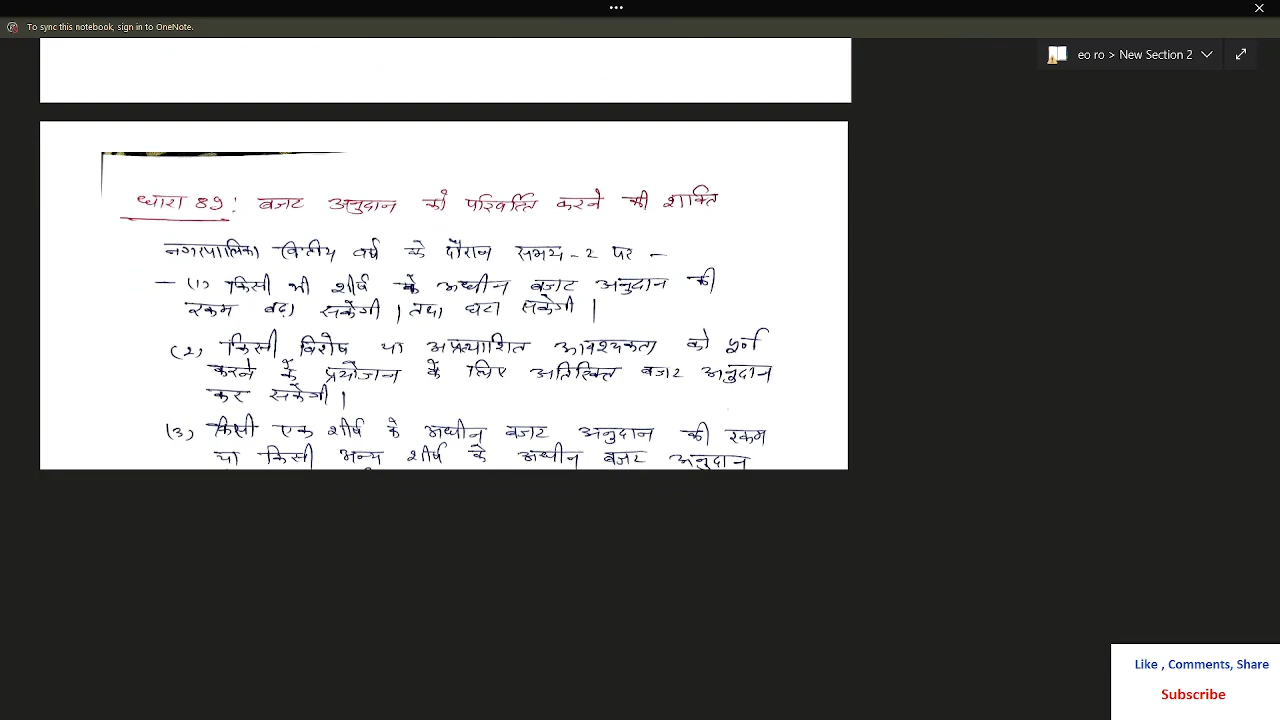 To sync this notebook, sign in to OneNote.
eo ro > New Section 2
धारा 89: बजट अनुदान को परिवर्तित करने की शक्ति
नगरपालिका वित्तीय वर्ष के दौरान समय-2 पर -
- (1) किसी भी शीर्ष के अधीन बजट अनुदान की
रकम बढ़ा सकेगी। तथा घटा सकेगी।
(2) किसी विशेष या अप्रत्याशित आवश्यकता को पूर्ण
करने के प्रयोजन के लिए अतिरिक्त बजट अनुदान
कर सकेगी।
(3) किसी एक शीर्ष के अधीन बजट अनुदान की रकम
या किसी अन्य शीर्ष के अधीन बजट अनुदान
Like , Comments, Share
Subscribe